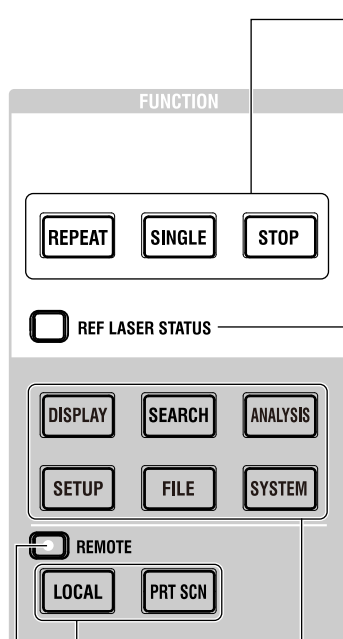 FUNCTION
REPEAT SINGLE STOP
REF LASER STATUS
DISPLAY SEARCH ANALYSIS
SETUP FILE SYSTEM
REMOTE
LOCAL PRT SCN